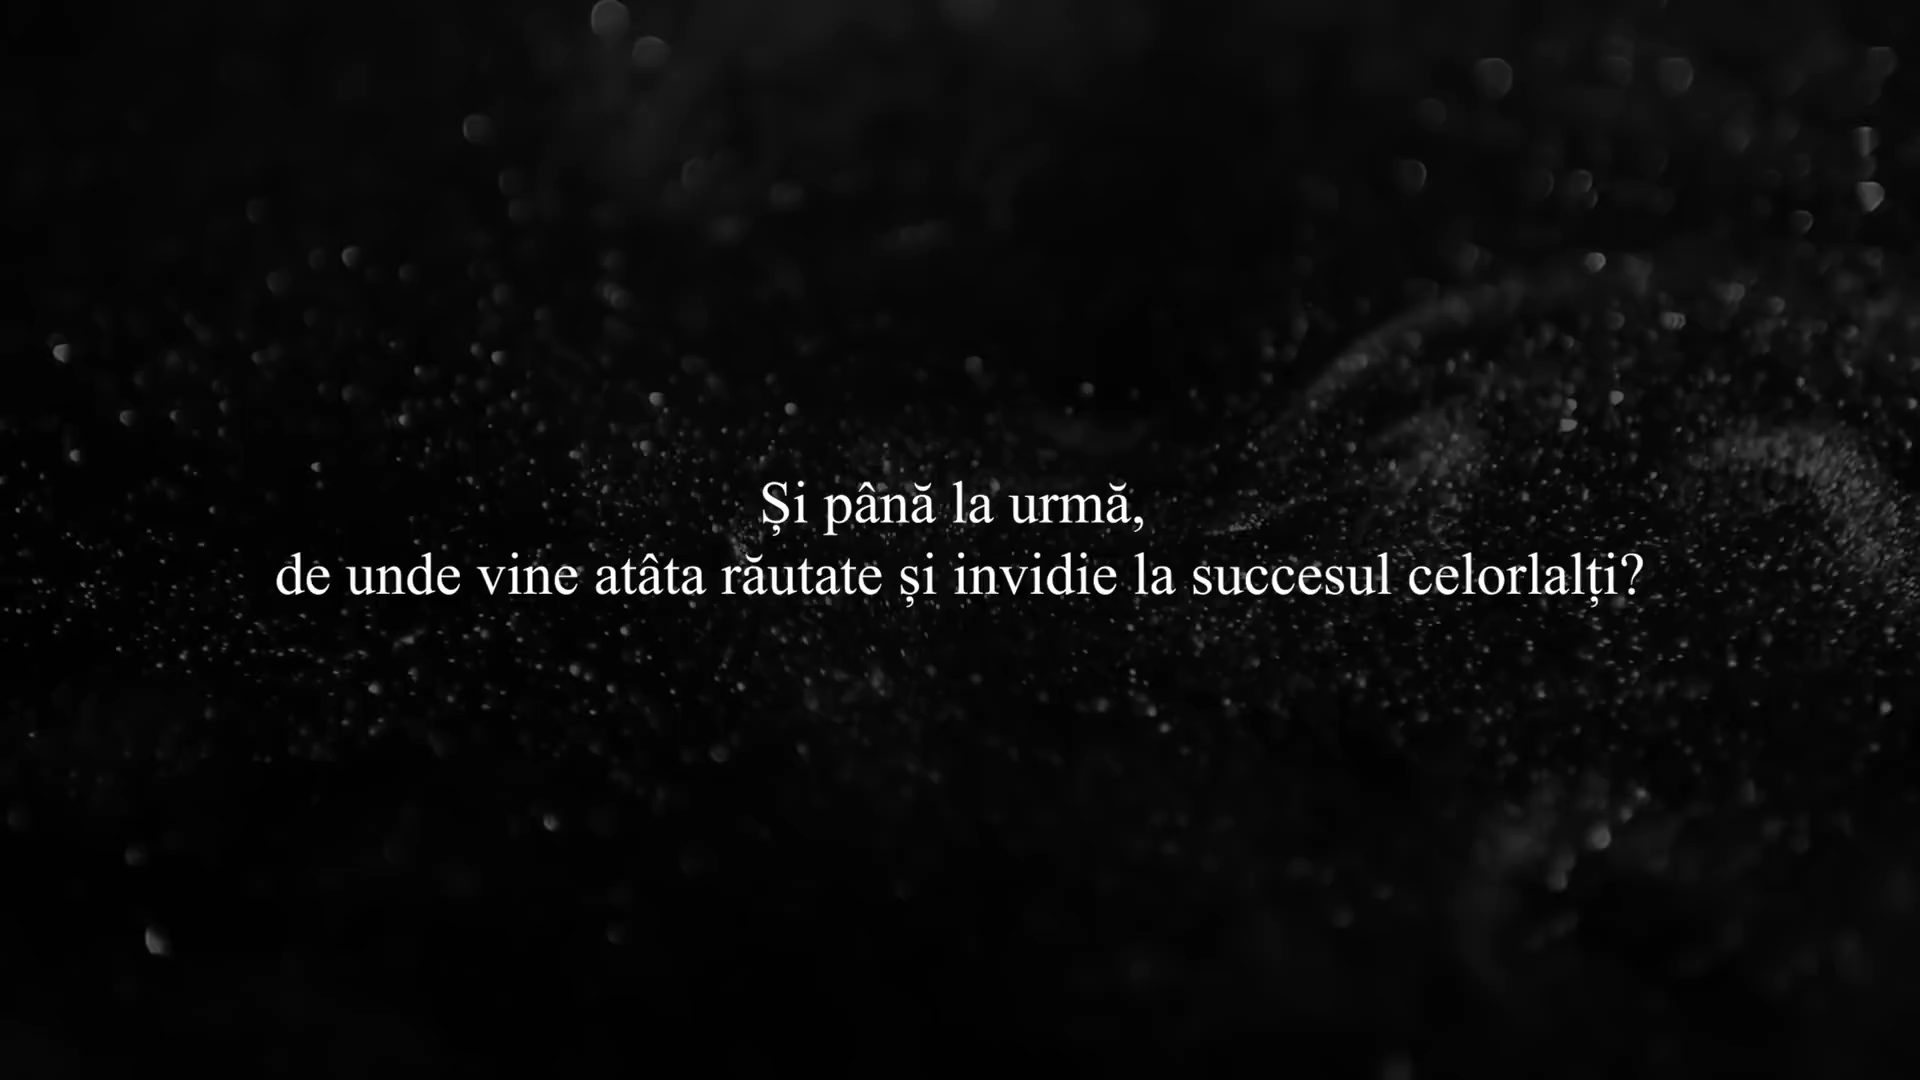 Și până la urmă,
de unde vine atâta răutate și invidie la succesul celorlalți?